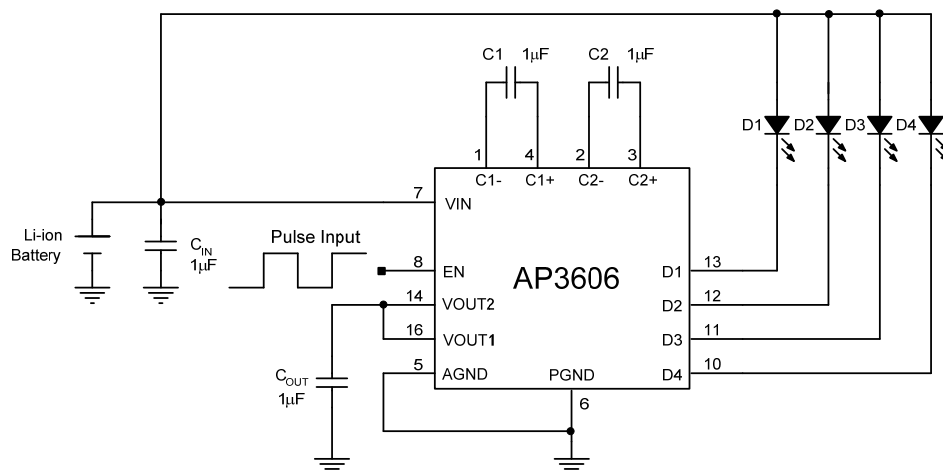 C1 1µF C2 1µF
D1 D2 D3 D4
1 4 2 3
C1- C1+ C2- C2+
7 VIN
Li-ion
Battery
CIN
1µF
Pulse Input
8 EN
AP3606
D1 13
14 VOUT2
D2 12
16 VOUT1
D3 11
5 AGND
PGND
D4 10
COUT
1µF
6